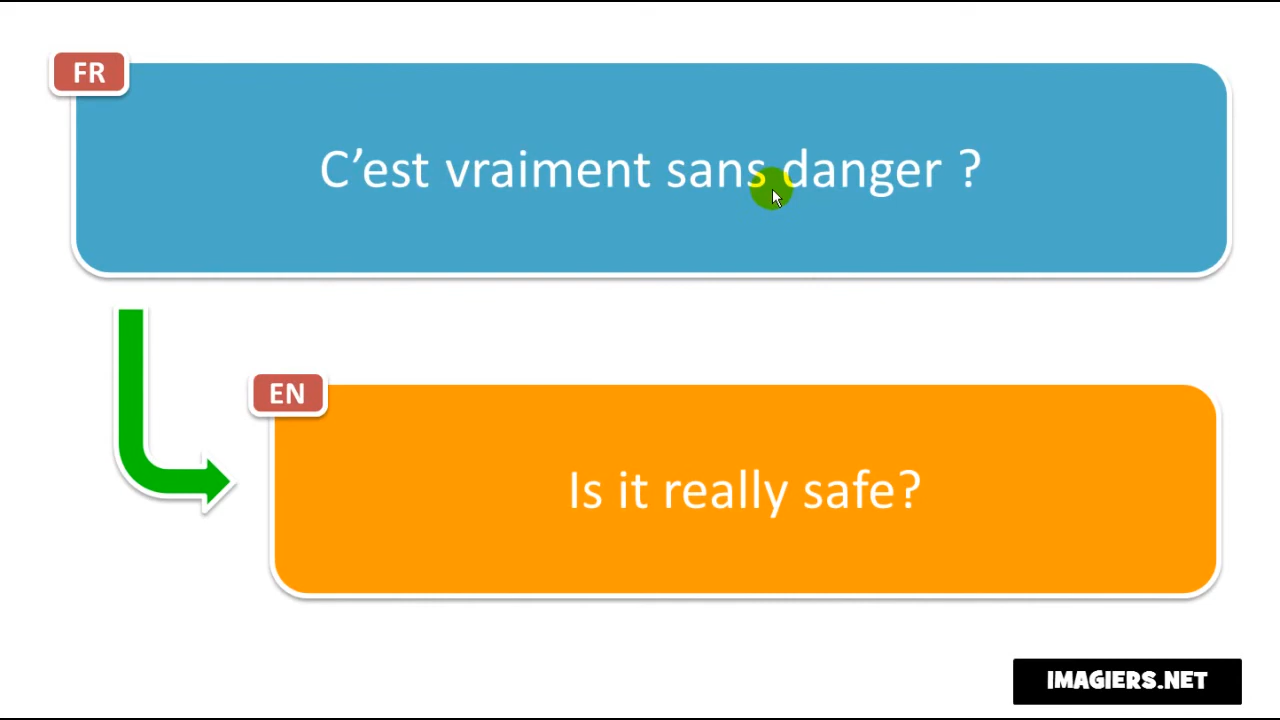 FR
C’est vraiment sans danger ?
EN
Is it really safe?
IMAGIERS.NET